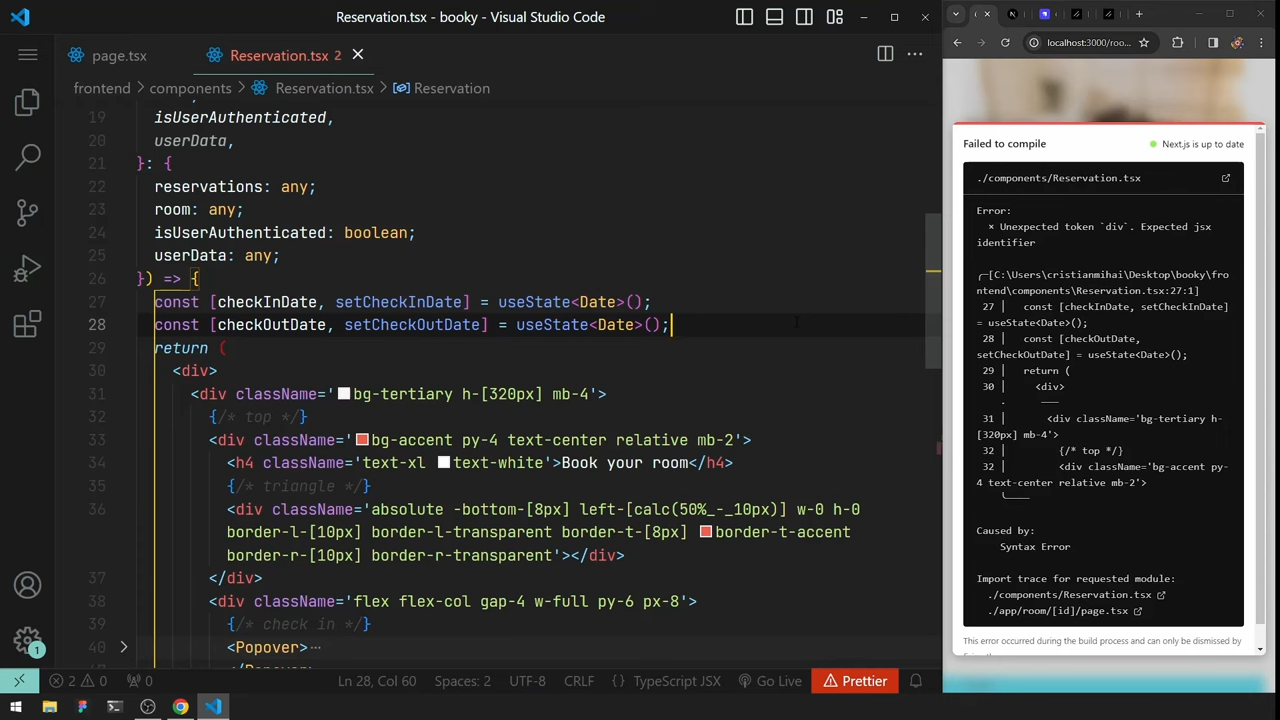 Reservation.tsx - booky - Visual Studio Code
page.tsx
Reservation.tsx 2
frontend components Reservation.tsx Reservation
19
isUserAuthenticated,
20 userData,
21 }: {
22 reservations: any;
23 room: any;
24 isUserAuthenticated: boolean;
25 userData: any;
26 }) => {
27 const [checkInDate, setCheckInDate] = useState<Date>();
28 const [checkOutDate, setCheckOutDate] = useState<Date>();
29 return (
30 <div>
31 <div className='bg-tertiary h-[320px] mb-4'>
32 {/* top */}
33 <div className='bg-accent py-4 text-center relative mb-2'>
34 <h4 className='text-xl text-white'>Book your room</h4>
35 {/* triangle */}
36 <div className='absolute -bottom-[8px] left-[calc(50%_-_10px)] w-0 h-0
border-l-[10px] border-l-transparent border-t-[8px] border-t-accent
border-r-[10px] border-r-transparent'></div>
37 </div>
38 <div className='flex flex-col gap-4 w-full py-6 px-8'>
39 {/* check in */}
40 <Popover>
1
2 0
0
Ln 28, Col 60
Spaces: 2
UTF-8
CRLF
{} TypeScript JSX
Go Live
Prettier
localhost:3000/roo...
Failed to compile
Next.js is up to date
./components/Reservation.tsx
Error:
× Unexpected token `div`. Expected jsx
identifier
[C:\Users\cristianmihai\Desktop\booky\fro
ntend\components\Reservation.tsx:27:1]
27 | const [checkInDate, setCheckInDate]
= useState<Date>();
28 | const [checkOutDate,
setCheckOutDate] = useState<Date>();
29 | return (
30 | <div>
31 | <div className='bg-tertiary h-
[320px] mb-4'>
32 | {/* top */}
32 | <div className='bg-accent py-
4 text-center relative mb-2'>
Caused by:
Syntax Error
Import trace for requested module:
./components/Reservation.tsx
./app/room/[id]/page.tsx
This error occurred during the build process and can only be dismissed by